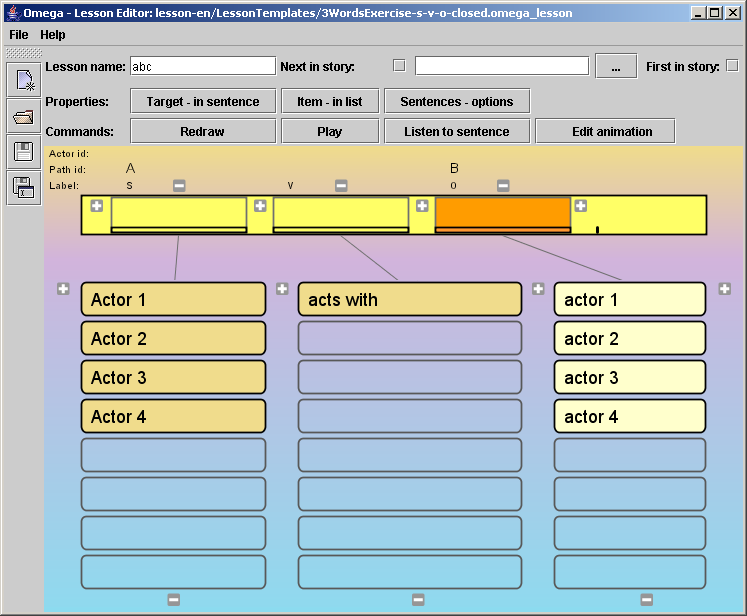 Omega - Lesson Editor: lesson-en/LessonTemplates/3WordsExercise-s-v-o-closed.omega_lesson
File Help
Lesson name: abc Next in story: ... First in story:
Properties: Target - in sentence Item - in list Sentences - options
Commands: Redraw Play Listen to sentence Edit animation
Actor id:
Path id: A B
Label: S V O
Actor 1 acts with actor 1
Actor 2 actor 2
Actor 3 actor 3
Actor 4 actor 4